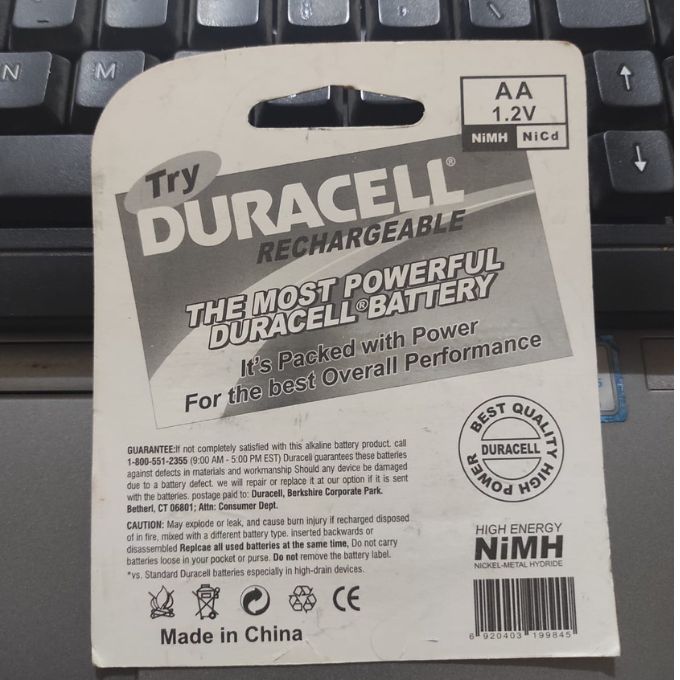 N
M
<
>
?
↑
↓
AA
1.2V
NiMH NiCd
Try
DURACELL®
RECHARGEABLE
THE MOST POWERFUL
DURACELL® BATTERY
It's Packed with Power
For the best Overall Performance
GUARANTEE:If not completely satisfied with this alkaline battery product, call
1-800-551-2355 (9:00 AM - 5:00 PM EST) Duracell guarantees these batteries
against defects in materials and workmanship Should any device be damaged
due to a battery defect. we will repair or replace it at our option if it is sent
with the batteries. postage paid to: Duracell, Berkshire Corporate Park.
Betherl, CT 06801; Attn: Consumer Dept.
CAUTION: May explode or leak, and cause burn injury if recharged disposed
of in fire, mixed with a different battery type. inserted backwards or
disassembled Replcae all used batteries at the same time, Do not carry
batteries loose in your pocket or purse. Do not remove the battery label.
*vs. Standard Duracell batteries especially in high-drain devices.
BEST QUALITY
DURACELL
HIGH POWER
HIGH ENERGY
NiMH
NICKEL-METAL HYDRIDE
CE
Made in China
6 920403 199845